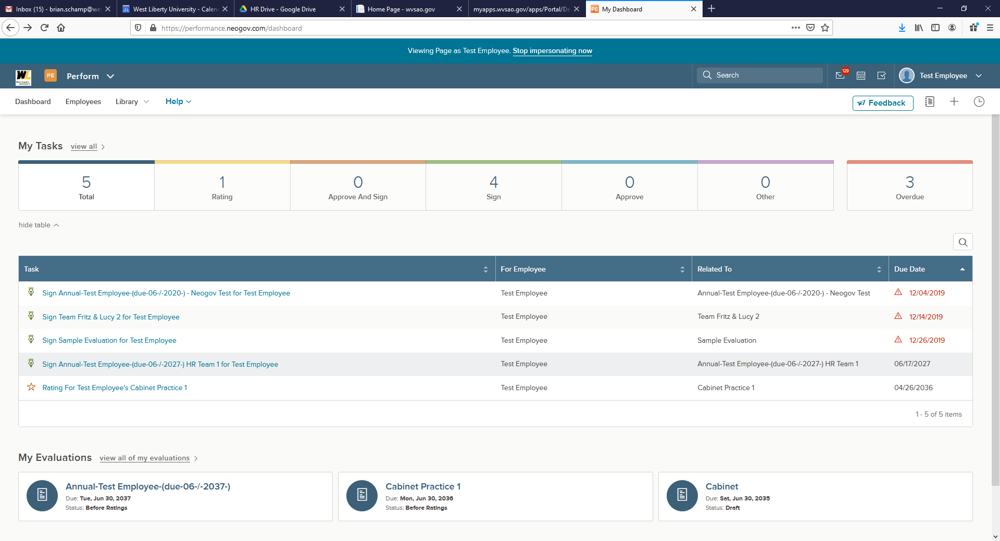 Inbox (15) - brian.schamp@we
West Liberty University - Calen
HR Drive - Google Drive
Home Page - wvsao.gov
myapps.wvsao.gov/apps/Portal/De
PE My Dashboard
https://performance.neogov.com/dashboard
Viewing Page as Test Employee. Stop impersonating now
WL WEST LIBERTY UNIVERSITY
PE Perform
Search
129
Test Employee
Dashboard Employees Library Help
Feedback
My Tasks view all
5 1 0 4 0 0 3
Total Rating Approve And Sign Sign Approve Other Overdue
hide table
Task For Employee Related To Due Date
Sign Annual-Test Employee-(due-06-/-2020-) - Neogov Test for Test Employee Test Employee Annual-Test Employee-(due-06-/-2020-) - Neogov Test 12/04/2019
Sign Team Fritz & Lucy 2 for Test Employee Test Employee Team Fritz & Lucy 2 12/14/2019
Sign Sample Evaluation for Test Employee Test Employee Sample Evaluation 12/26/2019
Sign Annual-Test Employee-(due-06-/-2027-) HR Team 1 for Test Employee Test Employee Annual-Test Employee-(due-06-/-2027-) HR Team 1 06/17/2027
Rating For Test Employee's Cabinet Practice 1 Test Employee Cabinet Practice 1 04/26/2036
1 - 5 of 5 items
My Evaluations view all of my evaluations
Annual-Test Employee-(due-06-/-2037-)
Due: Tue, Jun 30, 2037
Status: Before Ratings
Cabinet Practice 1
Due: Mon, Jun 30, 2036
Status: Before Ratings
Cabinet
Due: Sat, Jun 30, 2035
Status: Draft